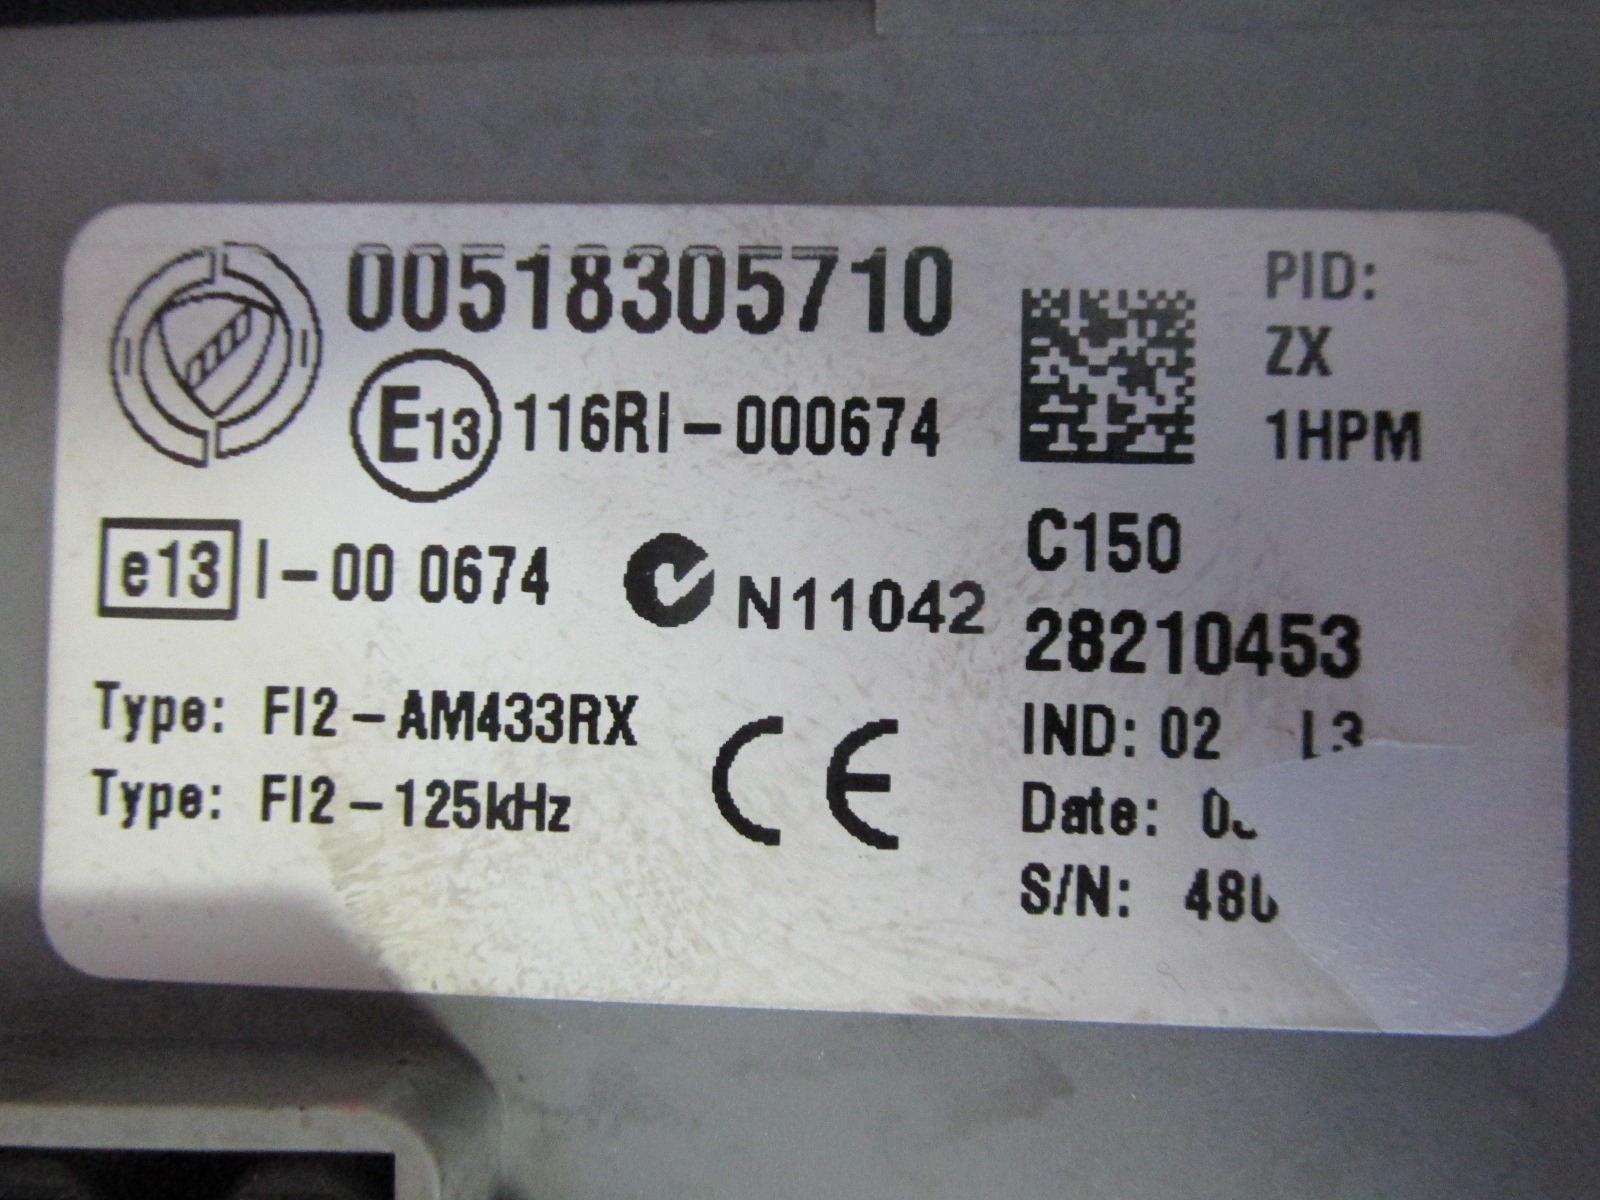 00518305710
E13 116RI-000674
e13 I-00 0674
N11042
Type: FI2-AM433RX
Type: FI2-125kHz
CE
PID:
ZX
1HPM
C150
28210453
IND: 02
Date:
S/N: